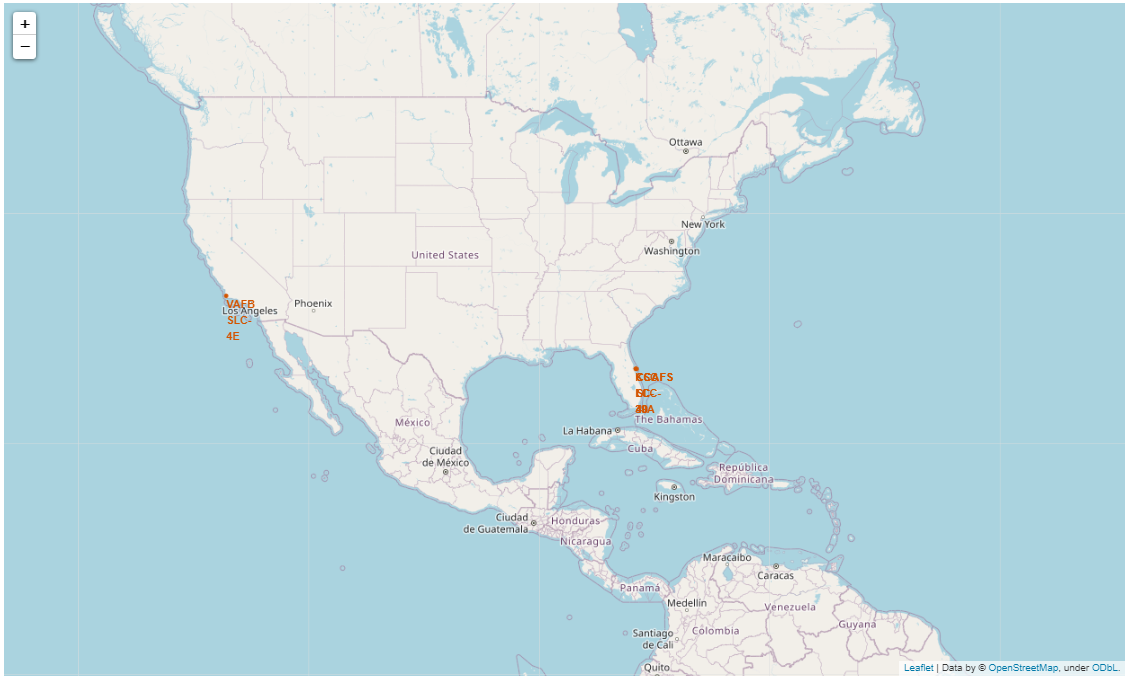 +
−
Ottawa
New York
Washington
United States
Phoenix
VAFB
SLC-
4E
Los Angeles
The Bahamas
México
La Habana
Cuba
Ciudad
de México
República
Dominicana
Kingston
Ciudad
de Guatemala
Honduras
Nicaragua
Maracaibo
Caracas
Panamá
Medellín
Venezuela
Guyana
Colombia
Santiago
de Cali
Quito
Leaflet | Data by © OpenStreetMap, under ODbL.